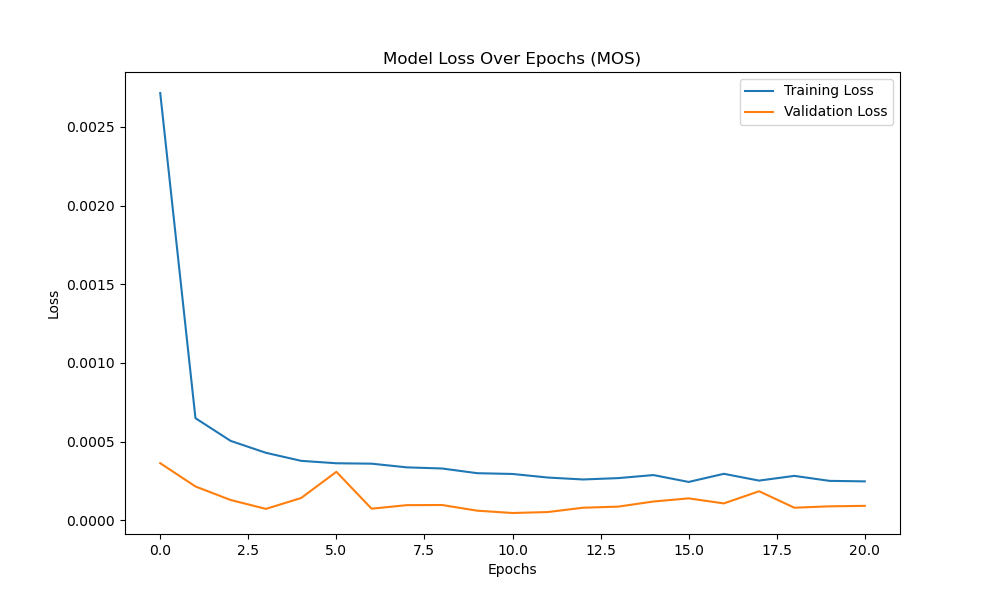 Model Loss Over Epochs (MOS)
Training Loss
Validation Loss
0.0025
0.0020
0.0015
0.0010
0.0005
0.0000
Loss
0.0 2.5 5.0 7.5 10.0 12.5 15.0 17.5 20.0
Epochs